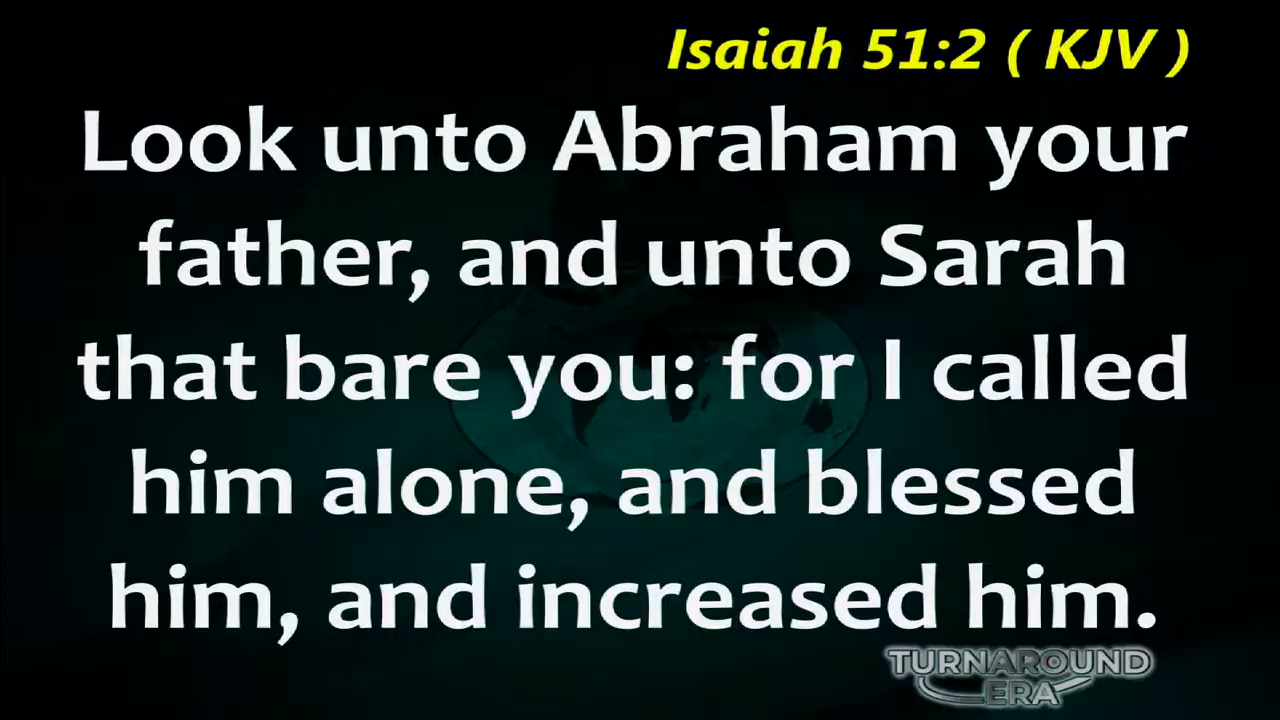 Isaiah 51:2 ( KJV )
Look unto Abraham your
father, and unto Sarah
that bare you: for I called
him alone, and blessed
him, and increased him.
TURNAROUND
ERA